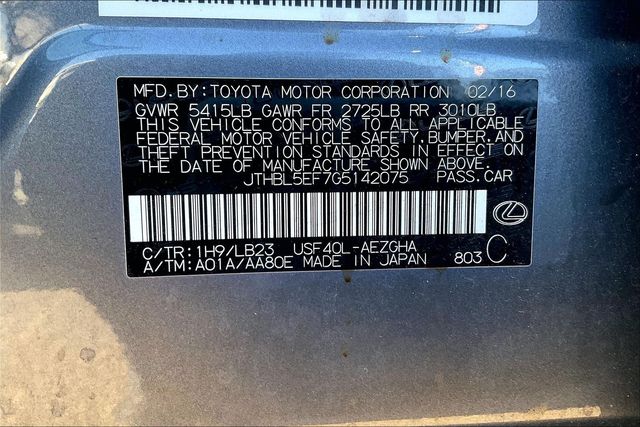 MFD.BY:TOYOTA MOTOR CORPORATION 02/16
GVWR 5415LB GAWR FR 2725LB RR 3010LB
THIS VEHICLE CONFORMS TO ALL APPLICABLE
FEDERAL MOTOR VEHICLE SAFETY,BUMPER,AND
THEFT PREVENTION STANDARDS IN EFFECT ON
THE DATE OF MANUFACTURE SHOWN ABOVE.
JTHBL5EF7G5142075 PASS.CAR
C/TR:1H9/LB23 USF40L-AEZGHA
A/TM:A01A/AA80E MADE IN JAPAN 803 C